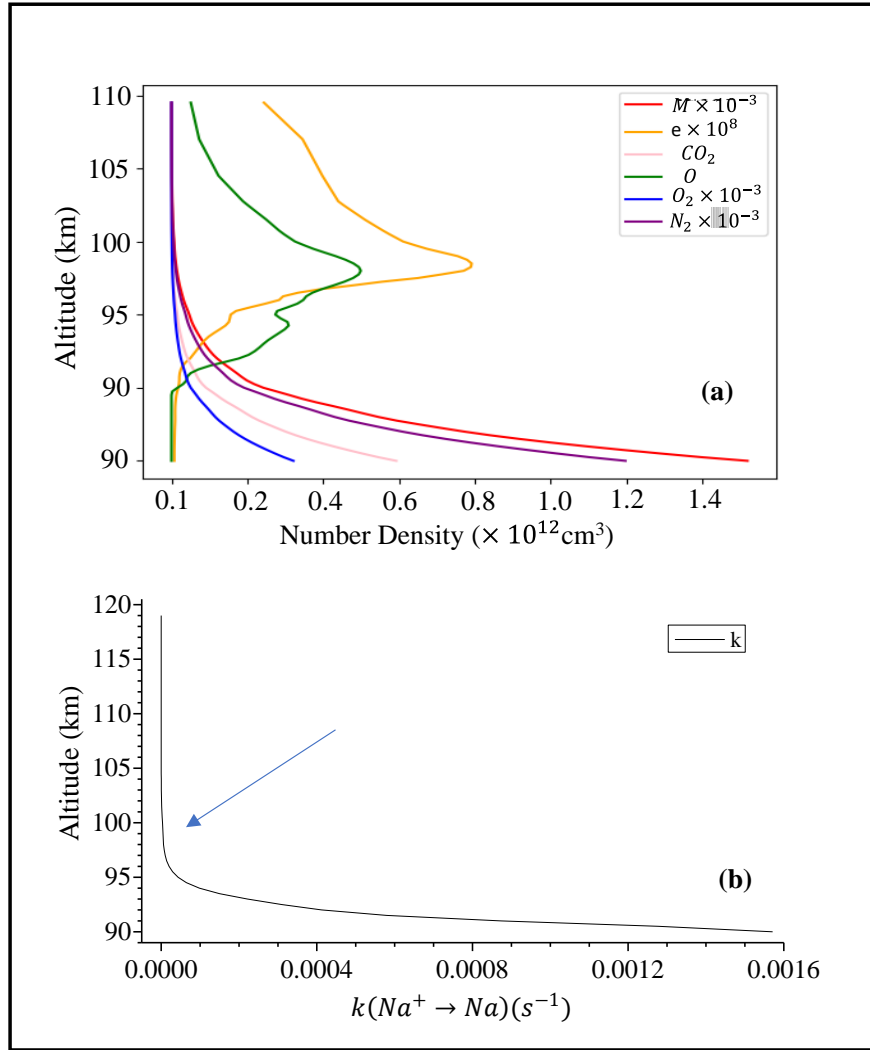 110
105
100
95
90
90
Altitude (km)
M × 10⁻³
e × 10⁸
CO₂
O
O₂ × 10⁻³
N₂ × 10⁻³
(a)
0.1 0.2 0.4 0.6 0.8 1.0 1.2 1.4
Number Density (× 10¹²cm³)
120
115
110
105
100
95
90
Altitude (km)
k
(b)
0.0000 0.0004 0.0008 0.0012 0.0016
k(Na⁺ → Na)(s⁻¹)